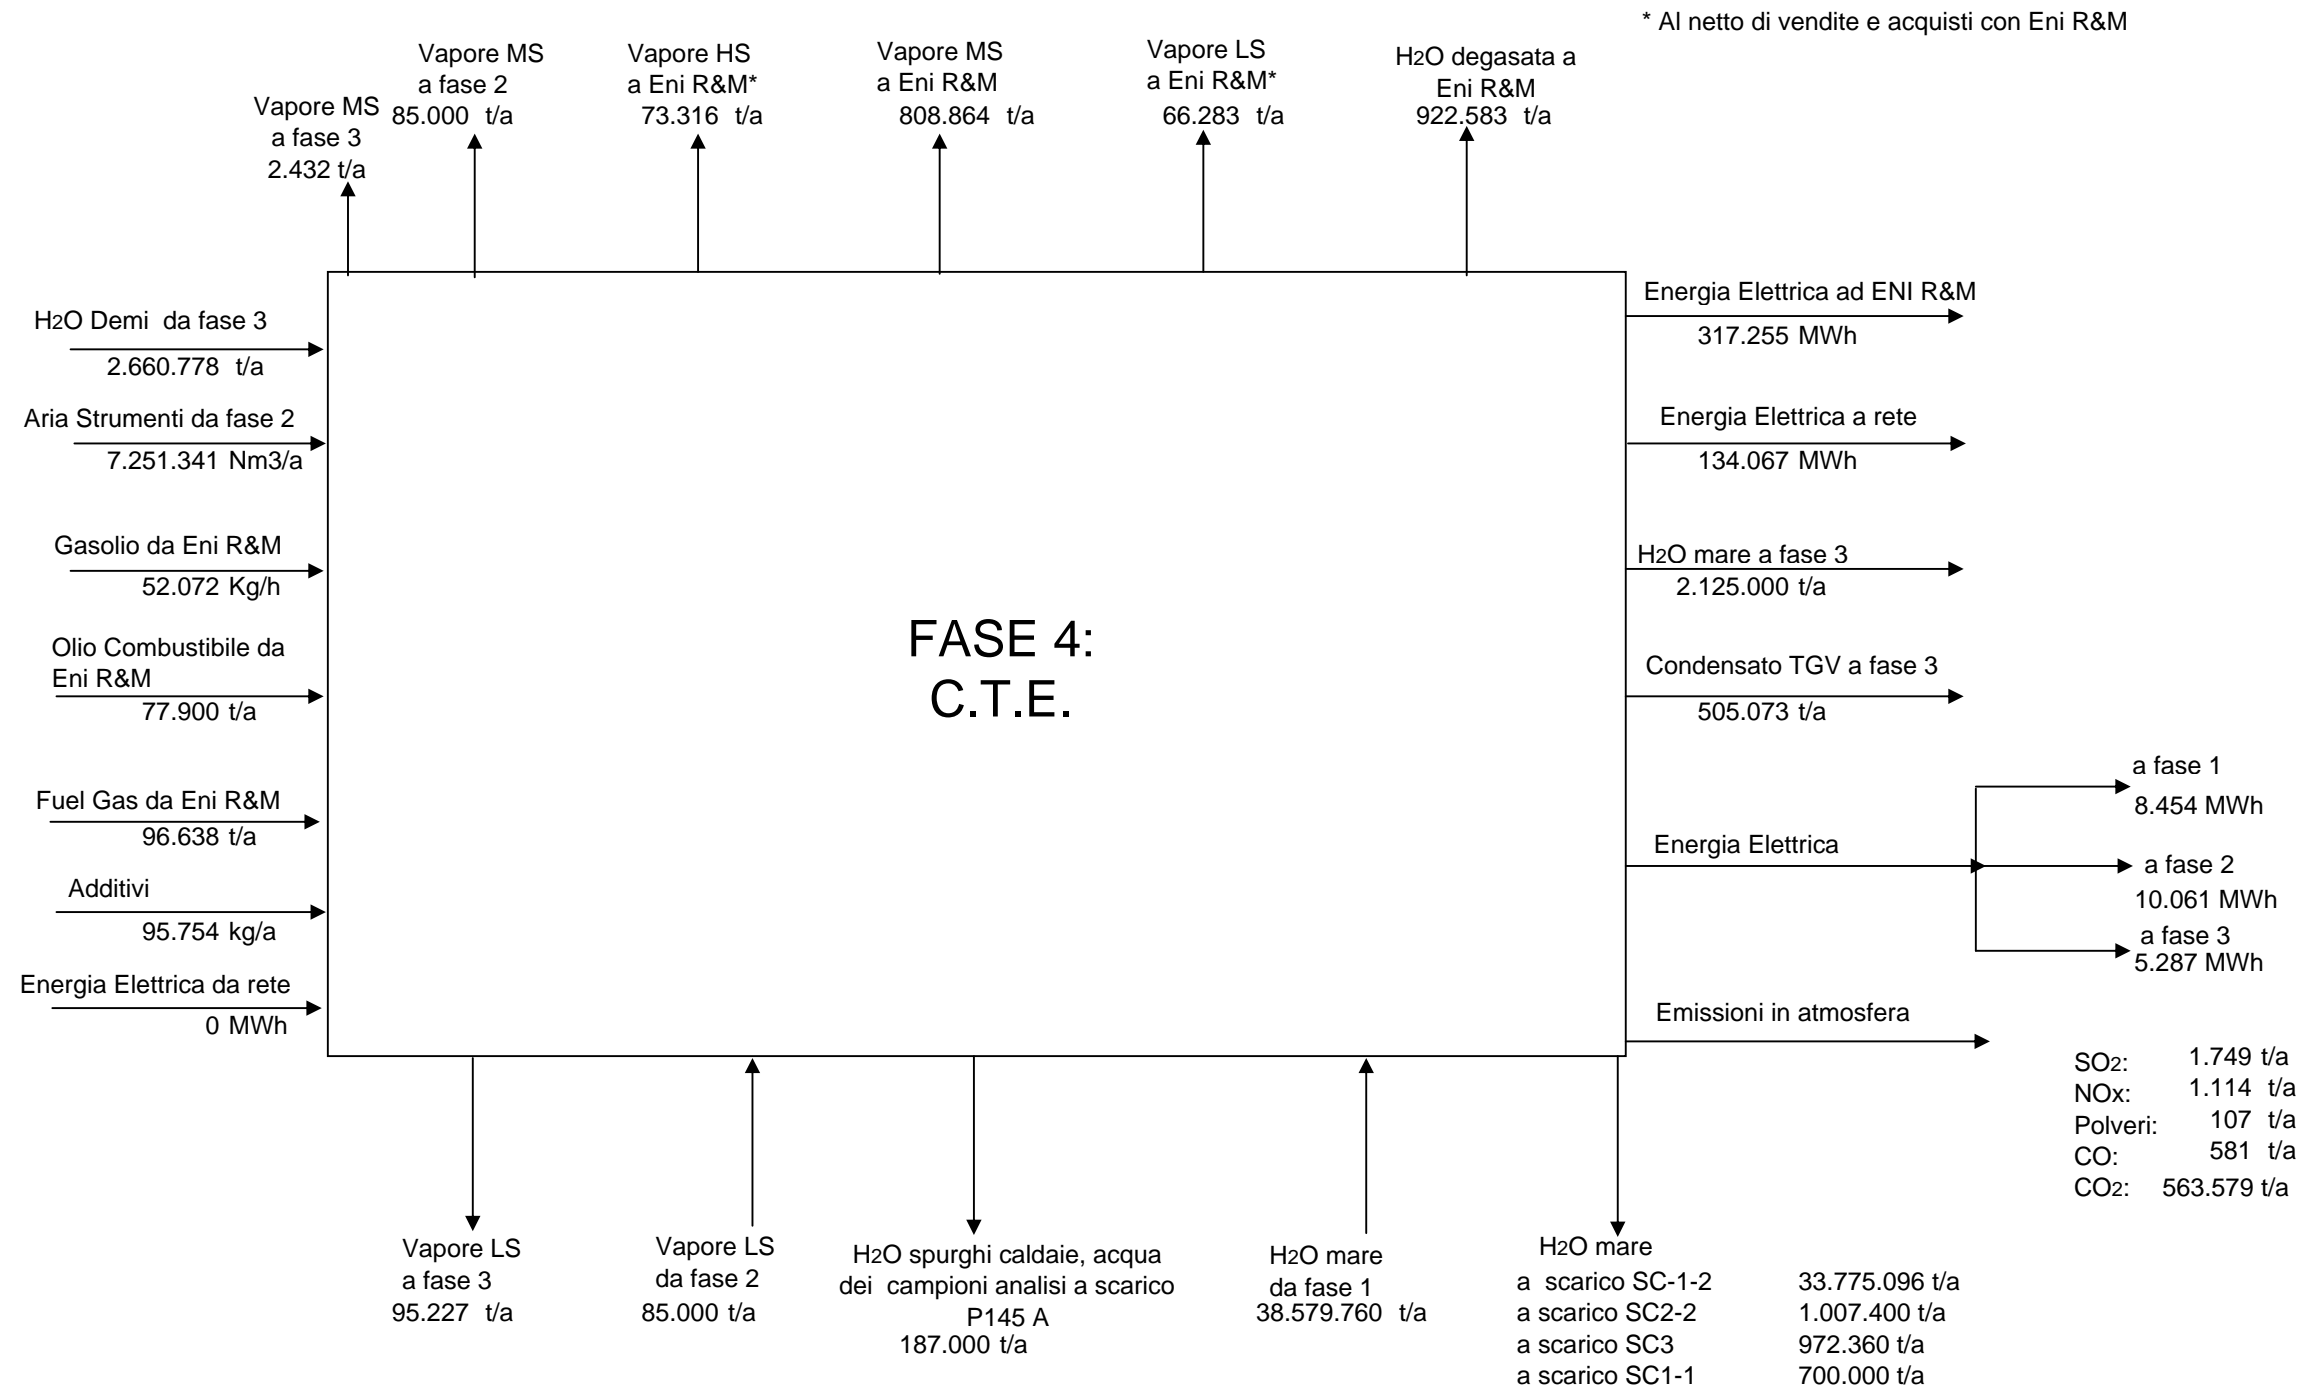 * Al netto di vendite e acquisti con Eni R&M
Vapore MS
a fase 3
2.432 t/a
Vapore MS
a fase 2
85.000 t/a
Vapore HS
a Eni R&M*
73.316 t/a
Vapore MS
a Eni R&M
808.864 t/a
Vapore LS
a Eni R&M*
66.283 t/a
H2O degasata a
Eni R&M
922.583 t/a
H2O Demi da fase 3
2.660.778 t/a
Aria Strumenti da fase 2
7.251.341 Nm3/a
Gasolio da Eni R&M
52.072 Kg/h
Olio Combustibile da
Eni R&M
77.900 t/a
Fuel Gas da Eni R&M
96.638 t/a
Additivi
95.754 kg/a
Energia Elettrica da rete
0 MWh
FASE 4:
C.T.E.
Energia Elettrica ad ENI R&M
317.255 MWh
Energia Elettrica a rete
134.067 MWh
H2O mare a fase 3
2.125.000 t/a
Condensato TGV a fase 3
505.073 t/a
Energia Elettrica
a fase 1
8.454 MWh
a fase 2
10.061 MWh
a fase 3
5.287 MWh
Emissioni in atmosfera
SO2: 1.749 t/a
NOx: 1.114 t/a
Polveri: 107 t/a
CO: 581 t/a
CO2: 563.579 t/a
Vapore LS
a fase 3
95.227 t/a
Vapore LS
da fase 2
85.000 t/a
H2O spurghi caldaie, acqua
dei campioni analisi a scarico
P145 A
187.000 t/a
H2O mare
da fase 1
38.579.760 t/a
H2O mare
a scarico SC-1-2 33.775.096 t/a
a scarico SC2-2 1.007.400 t/a
a scarico SC3 972.360 t/a
a scarico SC1-1 700.000 t/a